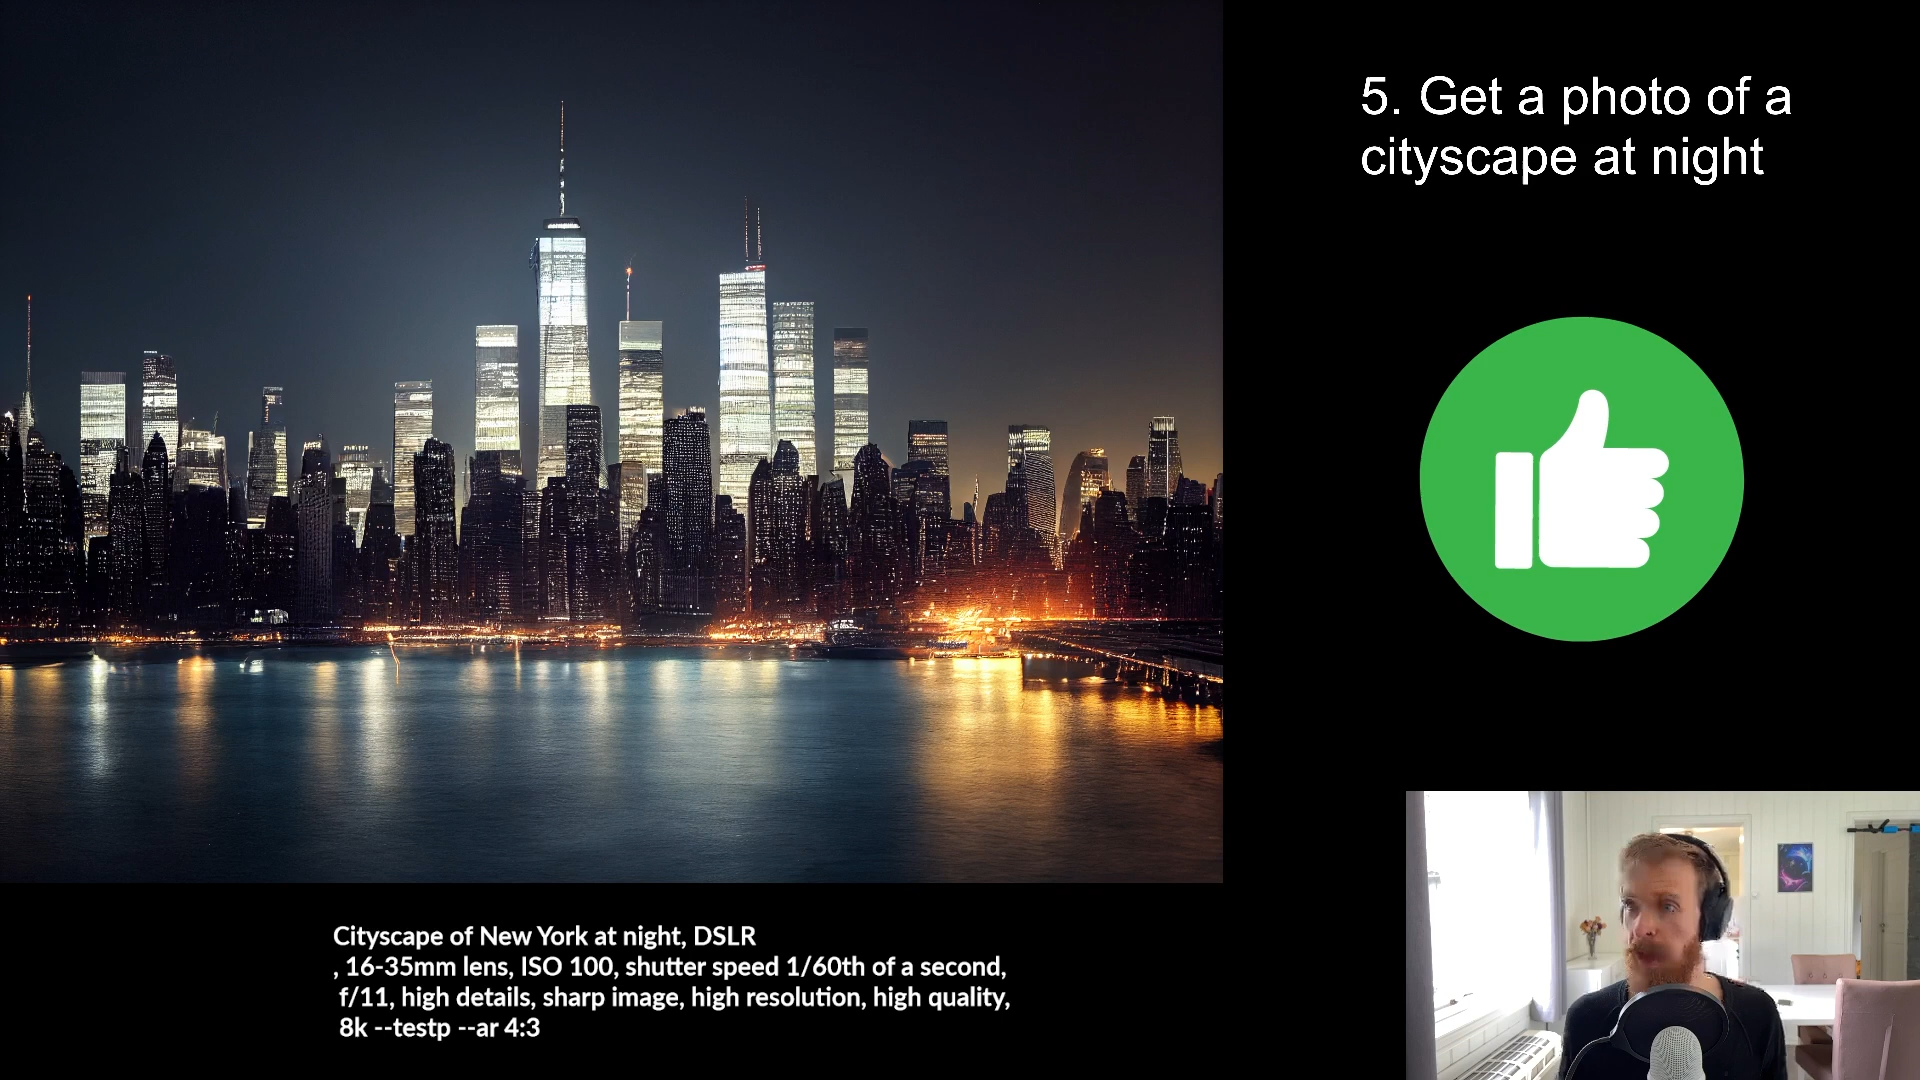 5. Get a photo of a
cityscape at night
Cityscape of New York at night, DSLR
, 16-35mm lens, ISO 100, shutter speed 1/60th of a second,
f/11, high details, sharp image, high resolution, high quality,
8k --testp --ar 4:3